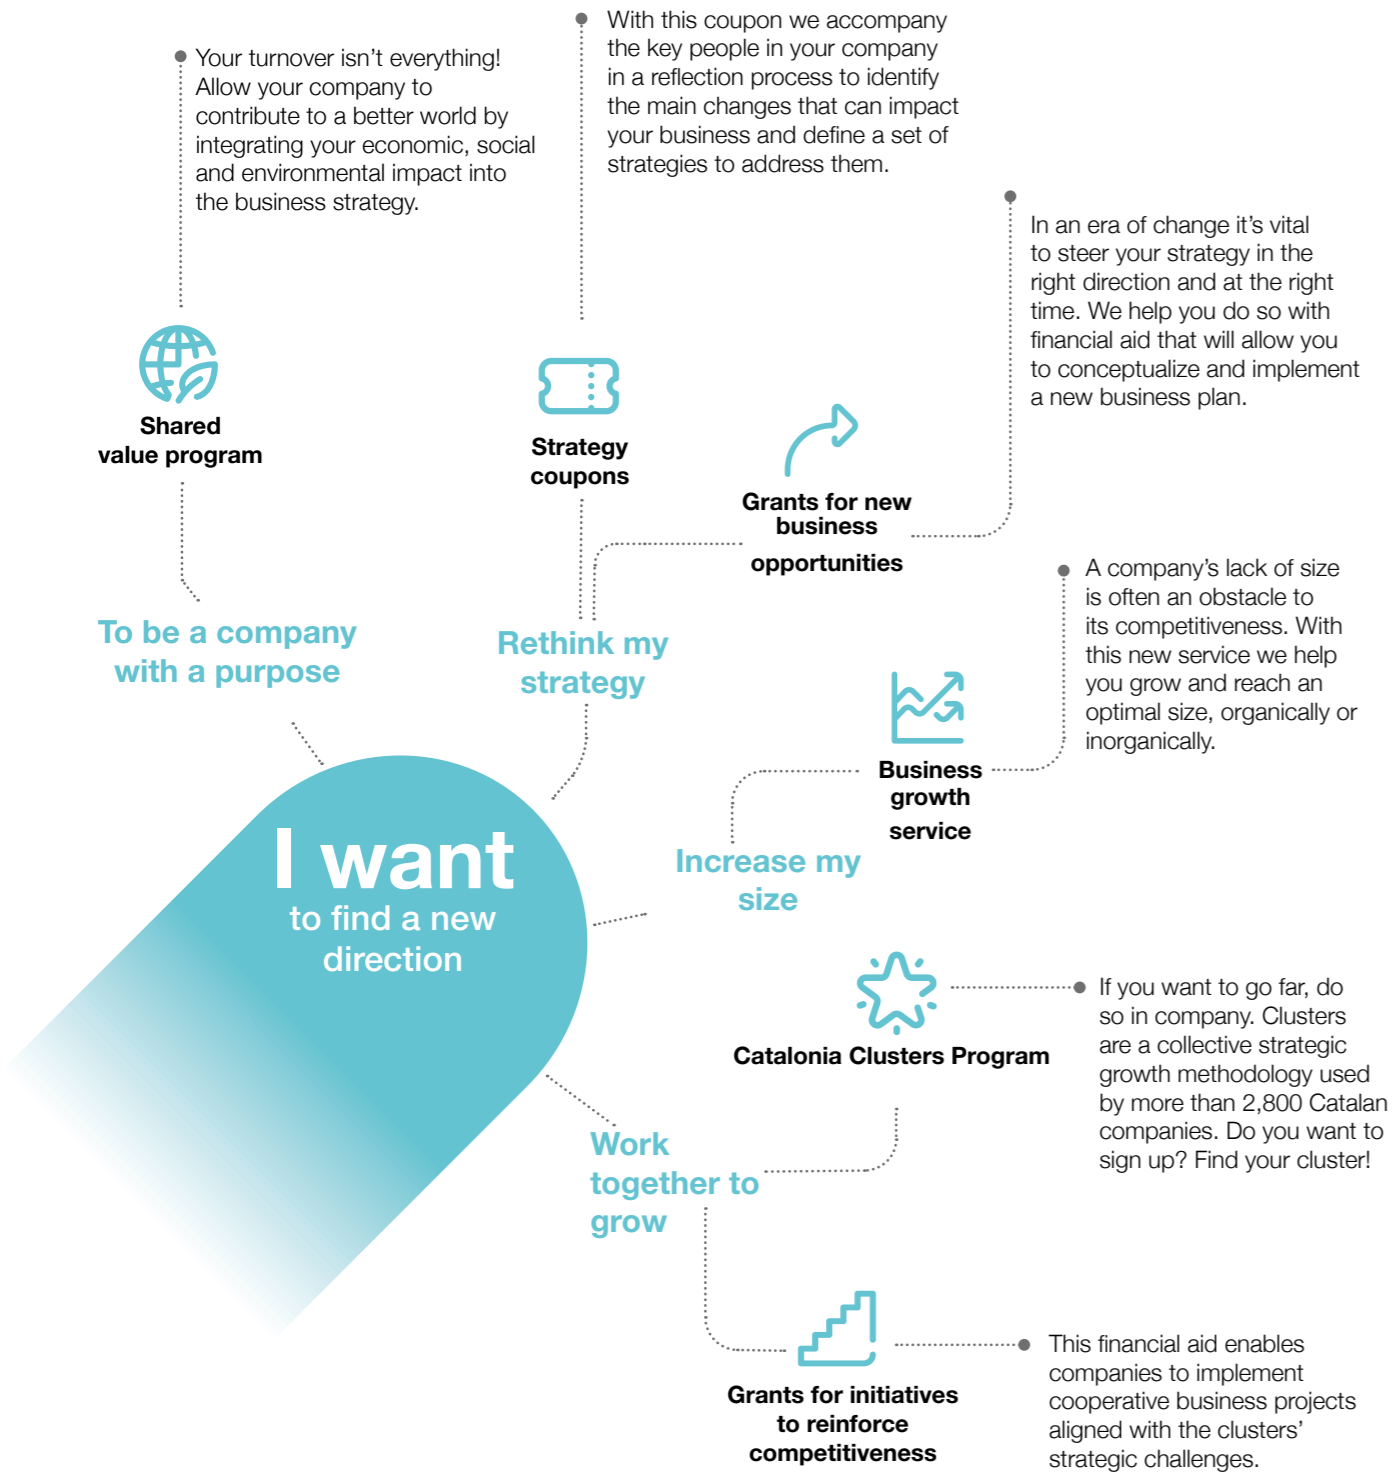 Your turnover isn’t everything!
Allow your company to
contribute to a better world by
integrating your economic, social
and environmental impact into
the business strategy.
With this coupon we accompany
the key people in your company
in a reflection process to identify
the main changes that can impact
your business and define a set of
strategies to address them.
In an era of change it’s vital
to steer your strategy in the
right direction and at the right
time. We help you do so with
financial aid that will allow you
to conceptualize and implement
a new business plan.
Shared
value program
Strategy
coupons
Grants for new
business
opportunities
To be a company
with a purpose
Rethink my
strategy
A company’s lack of size
is often an obstacle to
its competitiveness. With
this new service we help
you grow and reach an
optimal size, organically or
inorganically.
Business
growth
service
Increase my
size
I want
to find a new
direction
Catalonia Clusters Program
If you want to go far, do
so in company. Clusters
are a collective strategic
growth methodology used
by more than 2,800 Catalan
companies. Do you want to
sign up? Find your cluster!
Work
together to
grow
Grants for initiatives
to reinforce
competitiveness
This financial aid enables
companies to implement
cooperative business projects
aligned with the clusters’
strategic challenges.